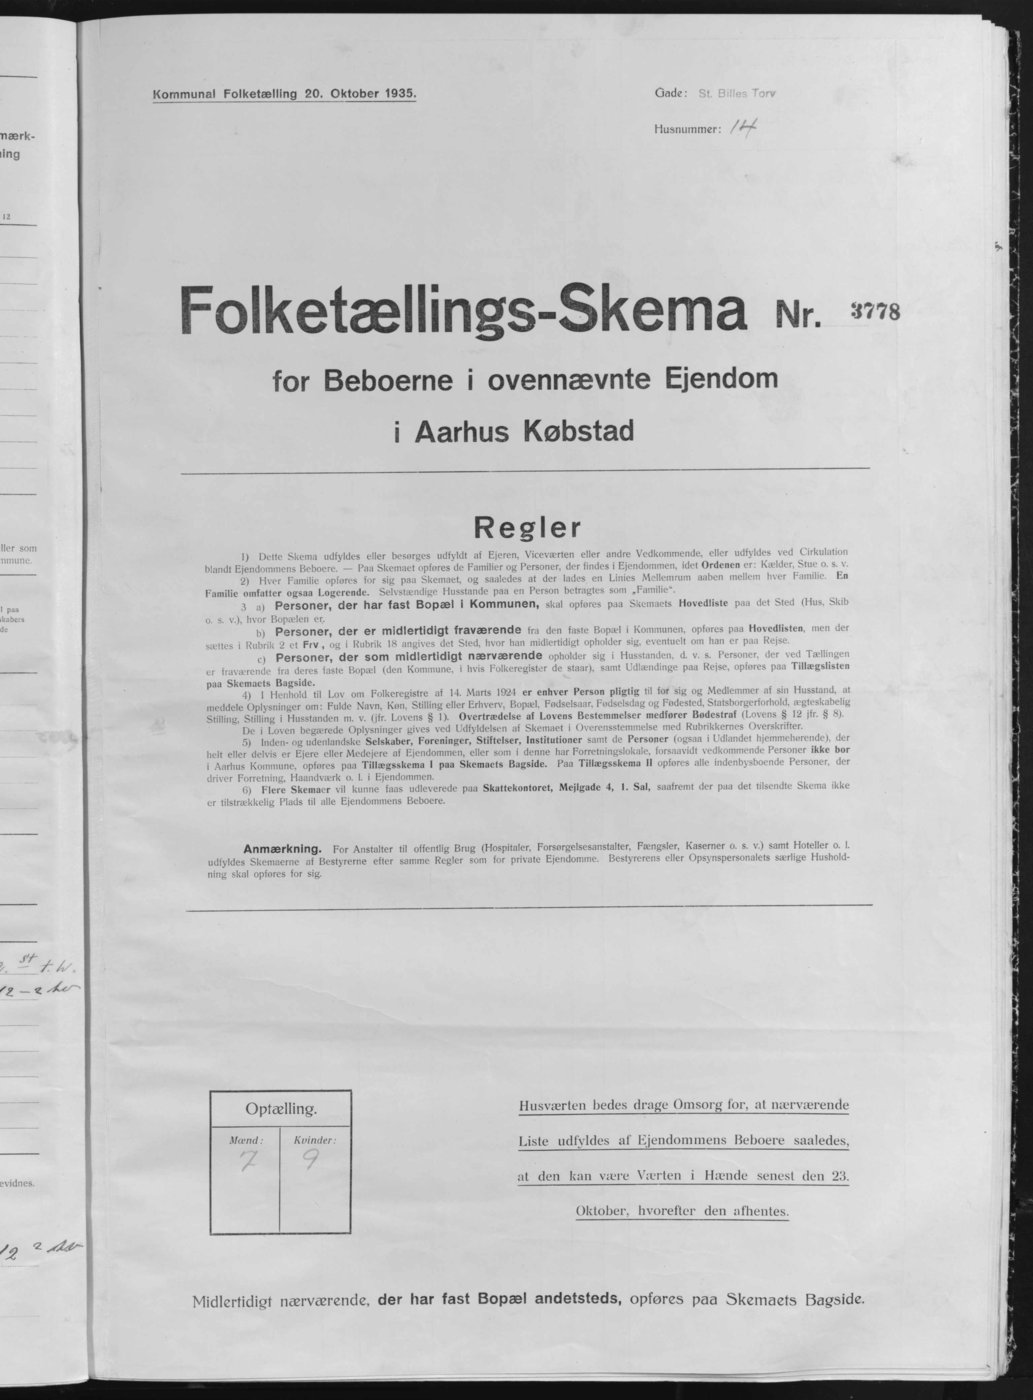 mærk-
ing
12
ller som
mmune.
l paa
skabers
de
st t. h.
12 – 2 hv
evidnes.
12 2 hv
Kommunal Folketælling 20. Oktober 1935.
Gade: St. Billes Torv
Husnummer: 14
Folketællings-Skema Nr. 3778
for Beboerne i ovennævnte Ejendom
i Aarhus Købstad
Regler
1) Dette Skema udfyldes eller besørges udfyldt af Ejeren, Viceværten eller andre Vedkommende, eller udfyldes ved Cirkulation
blandt Ejendommens Beboere. — Paa Skemaet opføres de Familier og Personer, der findes i Ejendommen, idet Ordenen er: Kælder, Stue o. s. v.
2) Hver Familie opføres for sig paa Skemaet, og saaledes at der lades en Linies Mellemrum aaben mellem hver Familie. En
Familie omfatter ogsaa Logerende. Selvstændige Husstande paa en Person betragtes som „Familie“.
3 a) Personer, der har fast Bopæl i Kommunen, skal opføres paa Skemaets Hovedliste paa det Sted (Hus, Skib
o. s. v.), hvor Bopælen er.
b) Personer, der er midlertidigt fraværende fra den faste Bopæl i Kommunen, opføres paa Hovedlisten, men der
sættes i Rubrik 2 et Frv., og i Rubrik 18 angives det Sted, hvor han midlertidigt opholder sig, eventuelt om han er paa Rejse.
c) Personer, der som midlertidigt nærværende opholder sig i Husstanden, d. v. s. Personer, der ved Tællingen
er fraværende fra deres faste Bopæl (den Kommune, i hvis Folkeregister de staar), samt Udlændinge paa Rejse, opføres paa Tillægslisten
paa Skemaets Bagside.
4) I Henhold til Lov om Folkeregistre af 14. Marts 1924 er enhver Person pligtig til for sig og Medlemmer af sin Husstand, at
meddele Oplysninger om: Fulde Navn, Køn, Stilling eller Erhverv, Bopæl, Fødselsaar, Fødselsdag og Fødested, Statsborgerforhold, ægteskabelig
Stilling, Stilling i Husstanden m. v. (jfr. Lovens § 1). Overtrædelse af Lovens Bestemmelser medfører Bødestraf (Lovens § 12 jfr. § 8).
De i Loven begærede Oplysninger gives ved Udfyldelsen af Skemaet i Overensstemmelse med Rubrikkernes Overskrifter.
5) Inden- og udenlandske Selskaber, Foreninger, Stiftelser, Institutioner samt de Personer (ogsaa i Udlandet hjemmehørende), der
helt eller delvis er Ejere eller Medejere af Ejendommen, eller som i denne har Forretningslokale, forsaavidt vedkommende Personer ikke bor
i Aarhus Kommune, opføres paa Tillægsskema I paa Skemaets Bagside. Paa Tillægsskema II opføres alle indenbysboende Personer, der
driver Forretning, Haandværk o. l. i Ejendommen.
6) Flere Skemaer vil kunne faas udleverede paa Skattekontoret, Mejlgade 4, 1. Sal, saafremt der paa det tilsendte Skema ikke
er tilstrækkelig Plads til alle Ejendommens Beboere.
Anmærkning. For Anstalter til offentlig Brug (Hospitaler, Forsørgelsesanstalter, Fængsler, Kaserner o. s. v.) samt Hoteller o. l.
udfyldes Skemaerne af Bestyrerne efter samme Regler som for private Ejendomme. Bestyrerens eller Opsynspersonalets særlige Hushold-
ning skal opføres for sig.
Optælling.
Mænd: Kvinder:
7 9
Husværten bedes drage Omsorg for, at nærværende
Liste udfyldes af Ejendommens Beboere saaledes,
at den kan være Værten i Hænde senest den 23.
Oktober, hvorefter den afhentes.
Midlertidigt nærværende, der har fast Bopæl andetsteds, opføres paa Skemaets Bagside.